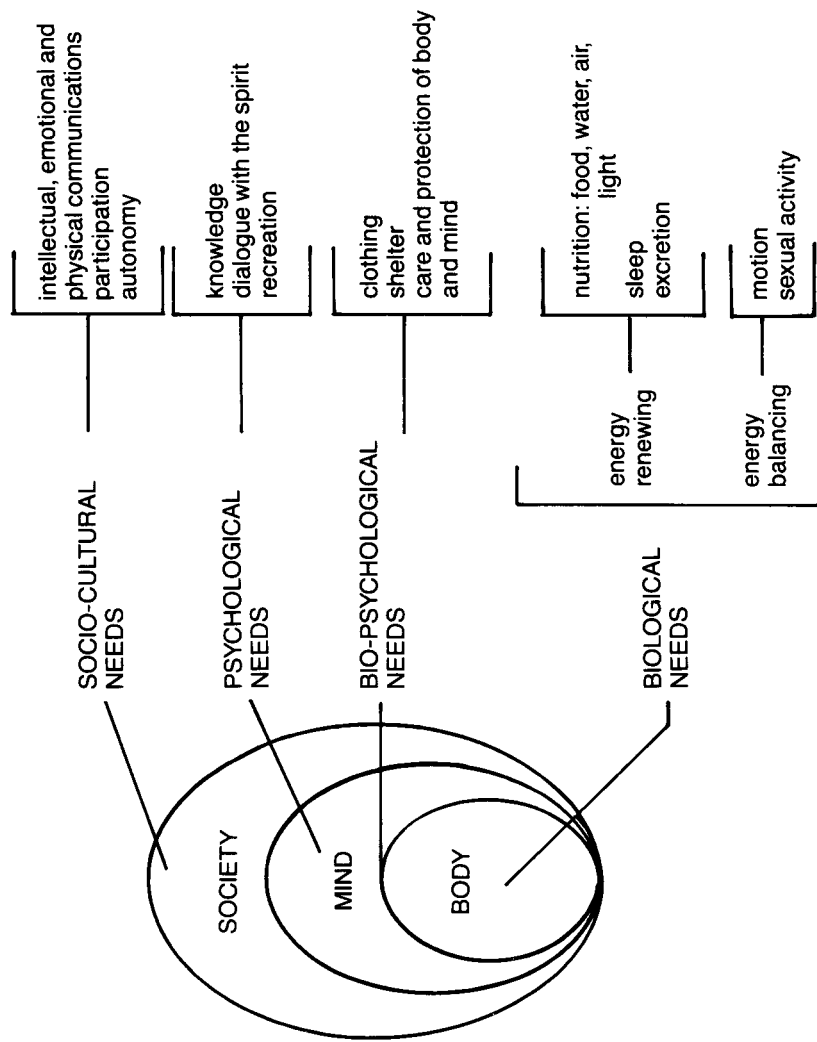 SOCIETY
MIND
BODY
SOCIO-CULTURAL
NEEDS
intellectual, emotional and
physical communications
participation
autonomy
PSYCHOLOGICAL
NEEDS
knowledge
dialogue with the spirit
recreation
BIO-PSYCHOLOGICAL
NEEDS
clothing
shelter
care and protection of body
and mind
BIOLOGICAL
NEEDS
energy
renewing
nutrition: food, water, air,
light
sleep
excretion
energy
balancing
motion
sexual activity